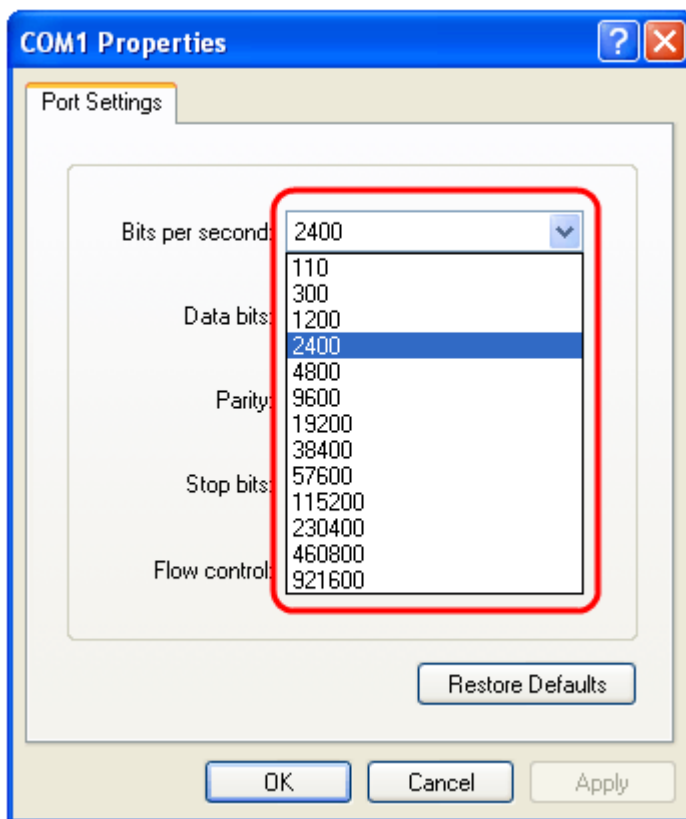 COM1 Properties
Port Settings
Bits per second: 2400
110
300
1200
2400
4800
9600
19200
38400
57600
115200
230400
460800
921600
Data bits:
Parity:
Stop bits:
Flow control:
Restore Defaults
OK Cancel Apply